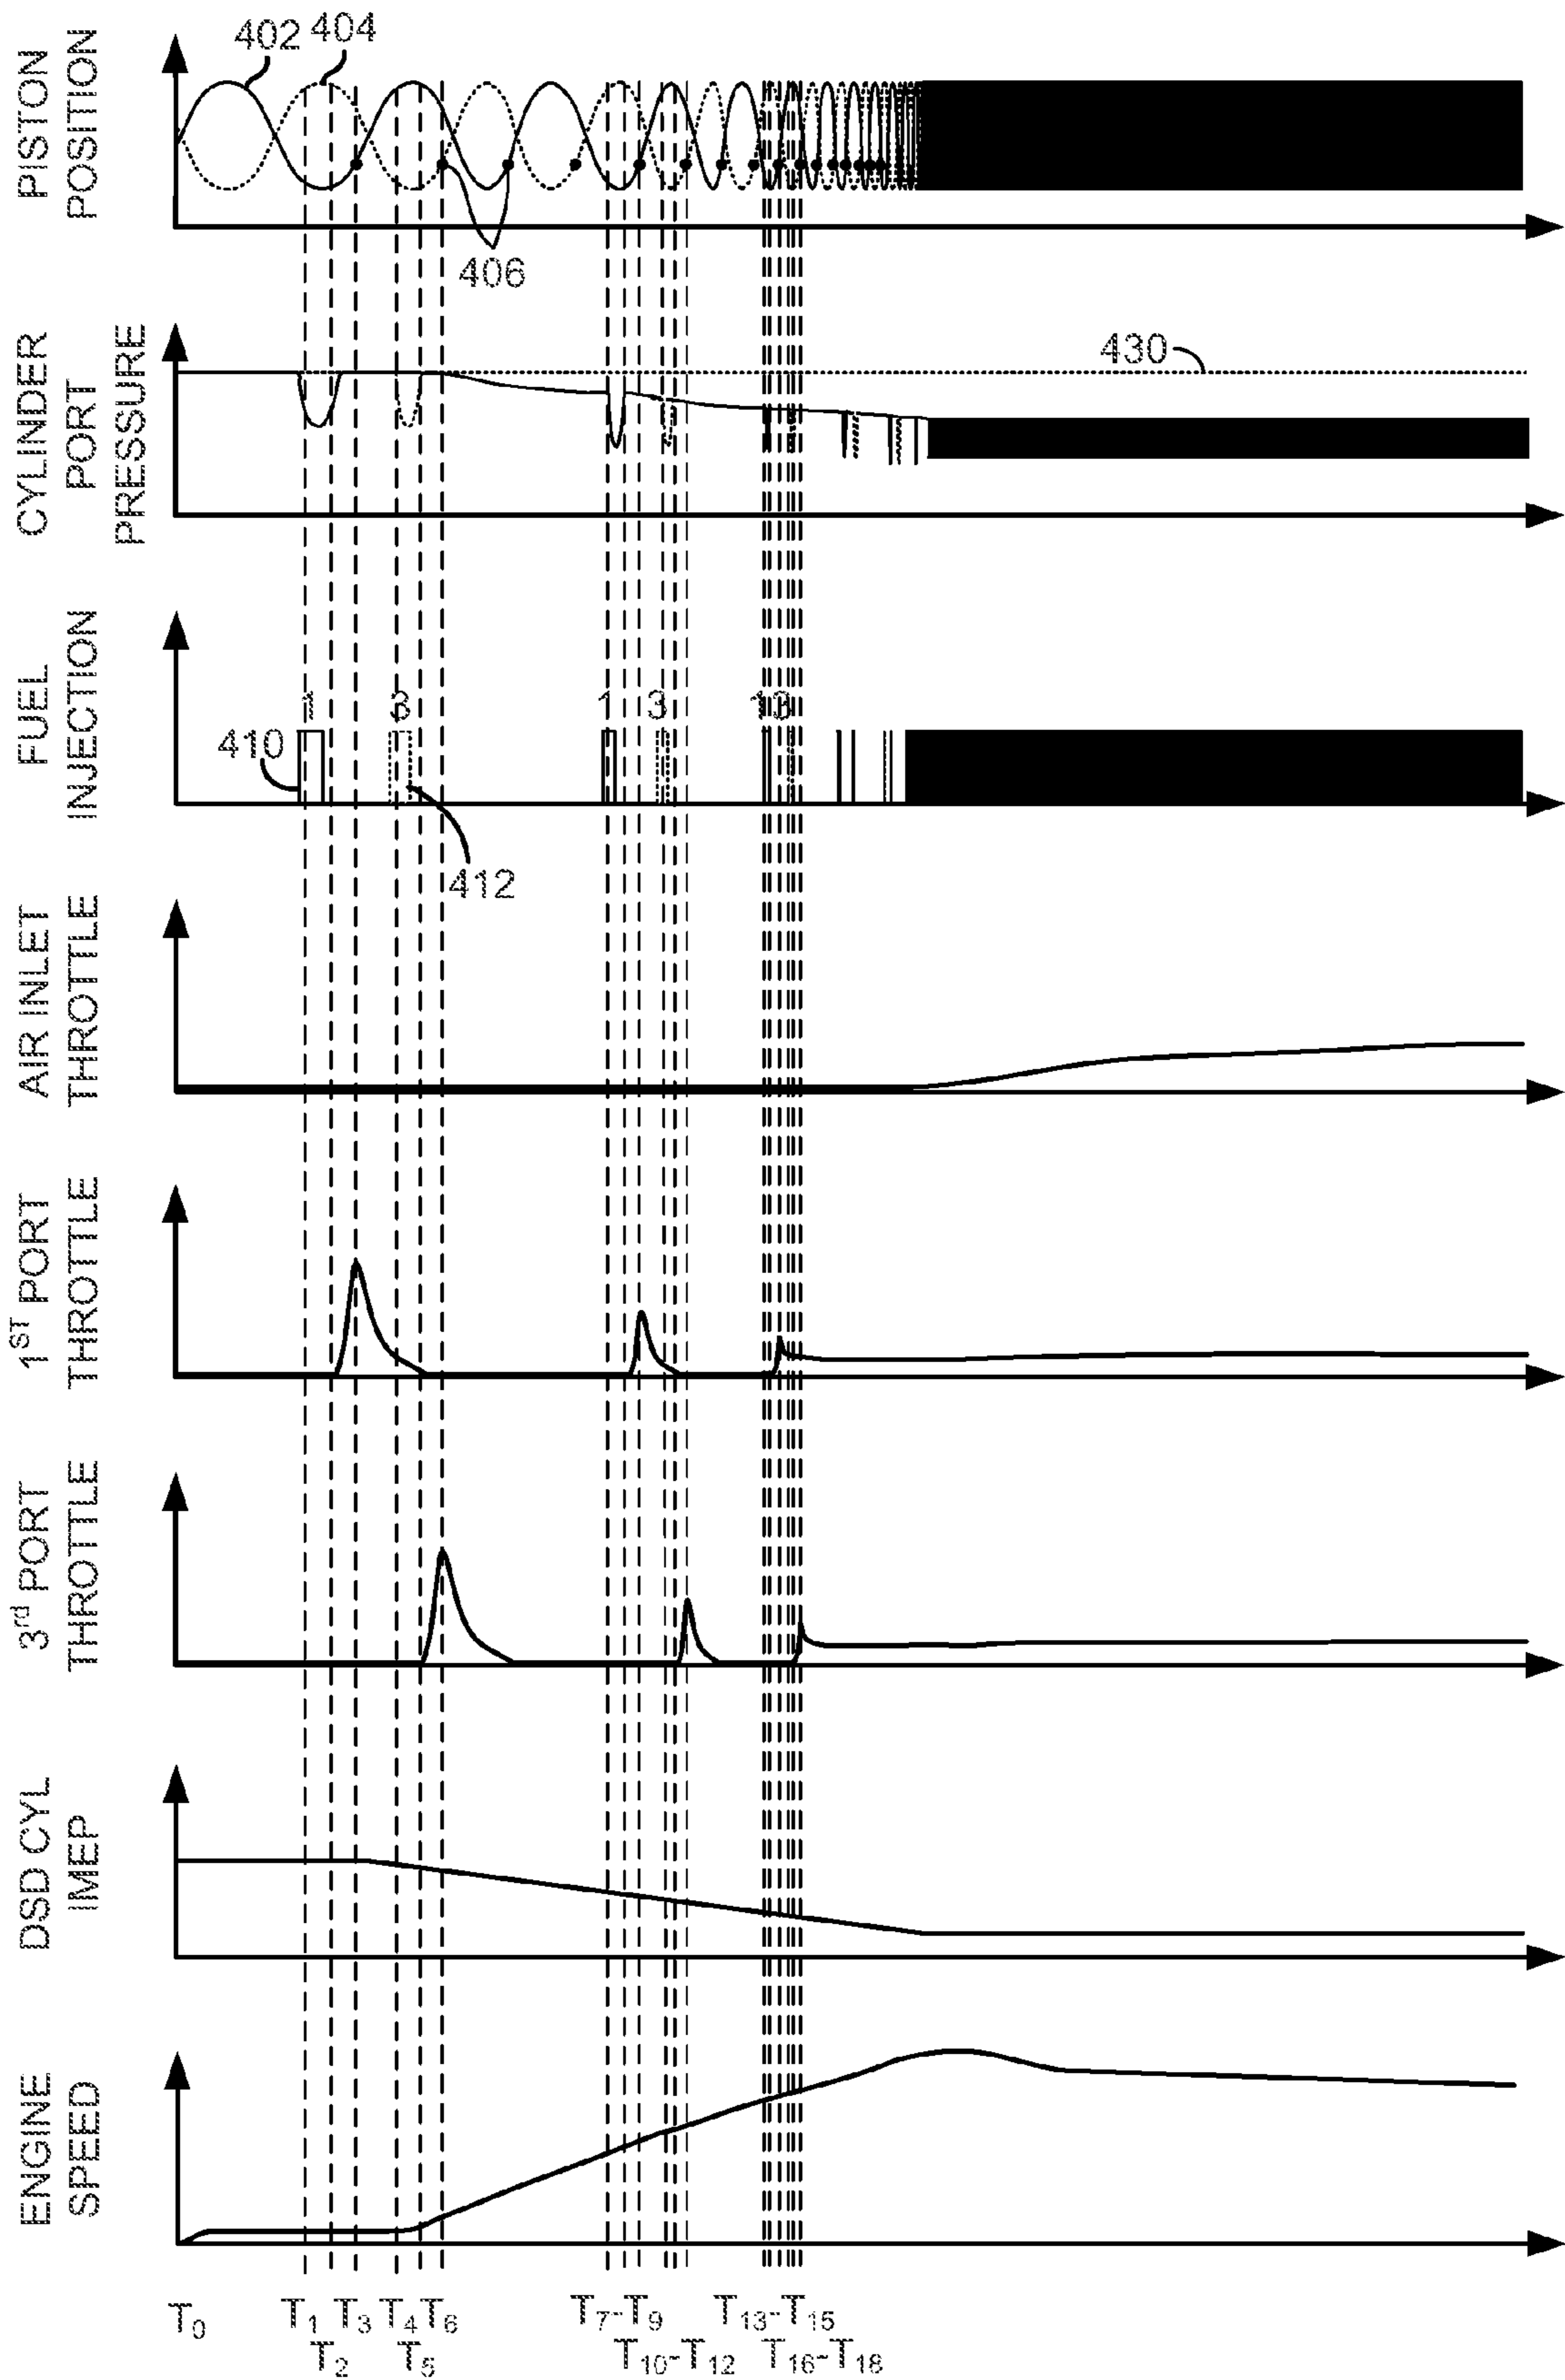 402 404
PISTON
POSITION
406
CYLINDER
PORT
PRESSURE
430
FUEL
INJECTION
1 3 1 3 1 3
410
412
AIR INLET
THROTTLE
1ST PORT
THROTTLE
3rd PORT
THROTTLE
DSD CYL
IMEP
ENGINE
SPEED
T0 T1 T3 T4 T6 T7- T9 T13- T15
T2 T5 T10- T12 T16- T18